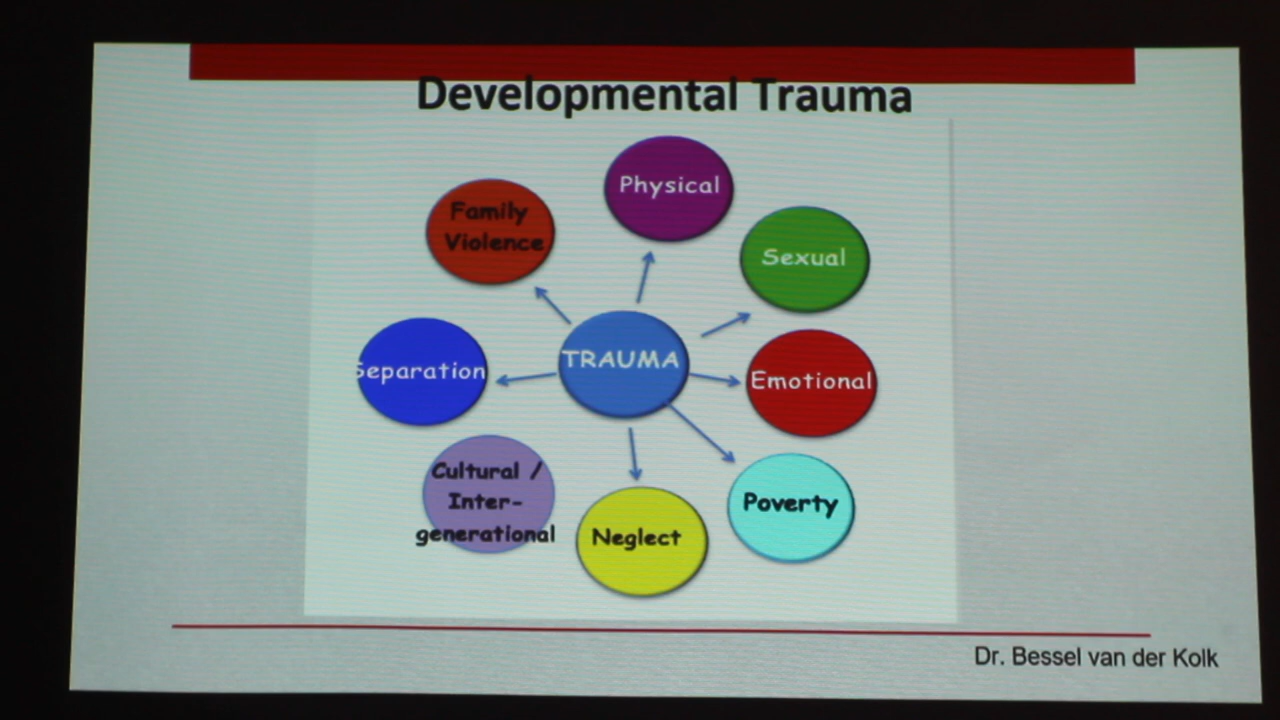 Developmental Trauma
Physical
Family
Violence
Sexual
TRAUMA
Separation
Emotional
Cultural /
Inter-
generational
Poverty
Neglect
Dr. Bessel van der Kolk